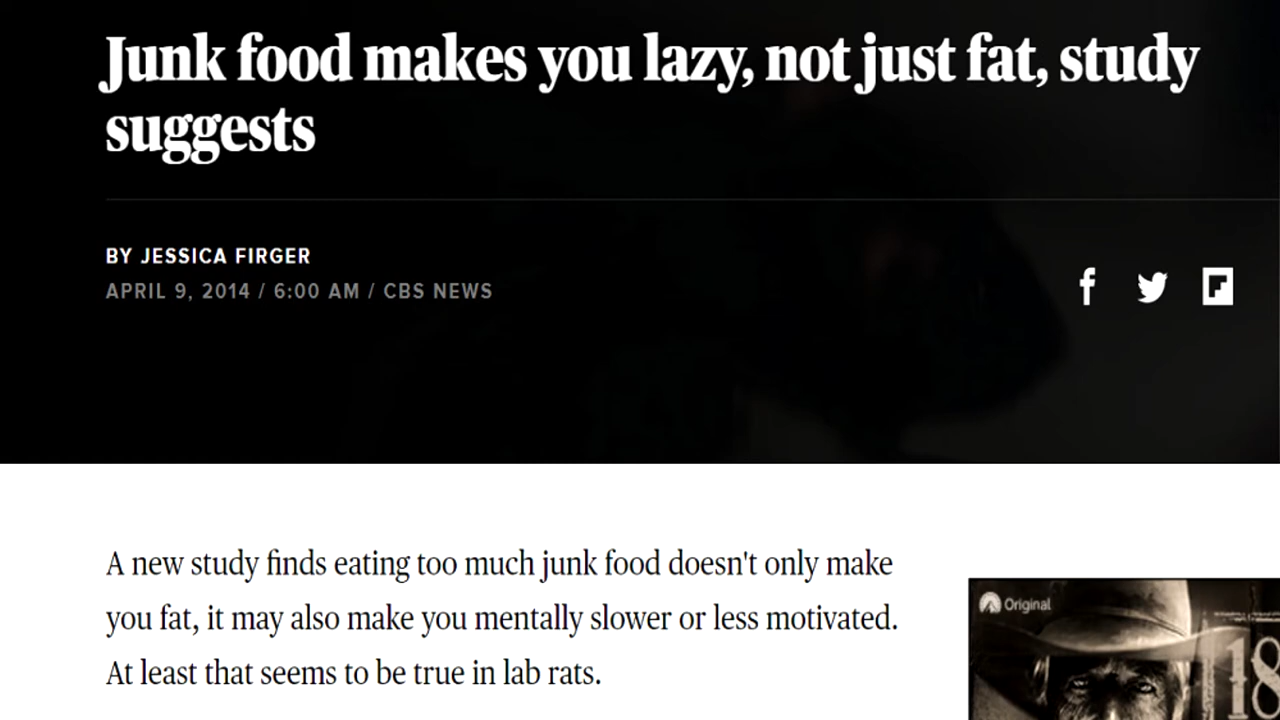 Junk food makes you lazy, not just fat, study
suggests
BY JESSICA FIRGER
APRIL 9, 2014 / 6:00 AM / CBS NEWS
A new study finds eating too much junk food doesn't only make
you fat, it may also make you mentally slower or less motivated.
At least that seems to be true in lab rats.
Original
18